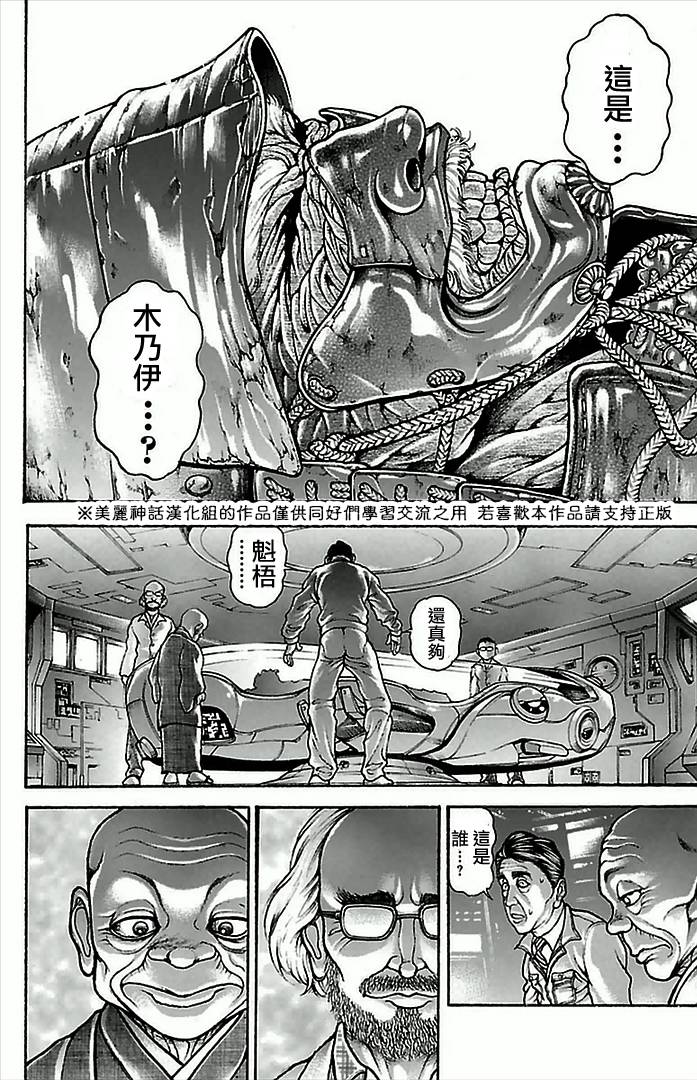 這是…
木乃伊…?
※美麗神話漢化組的作品僅供同好們學習交流之用 若喜歡本作品請支持正版
還真夠
魁梧……
這是
誰…?